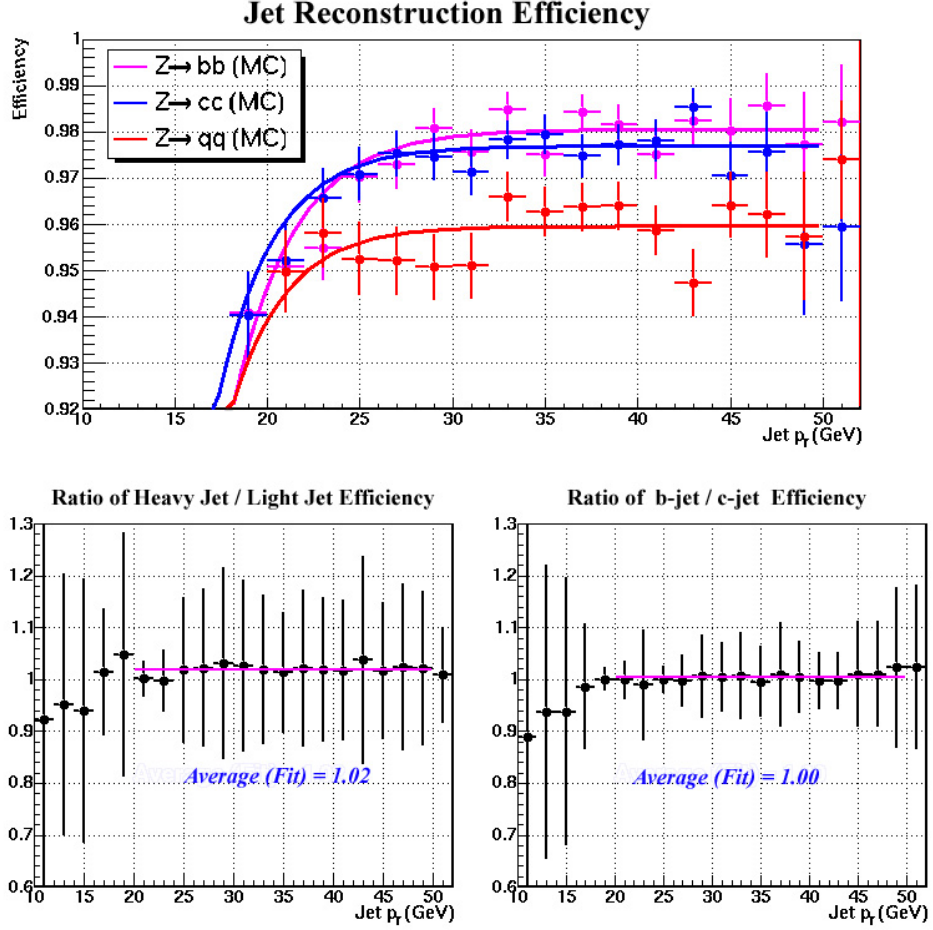 Jet Reconstruction Efficiency
Efficiency
1
0.99
0.98
0.97
0.96
0.95
0.94
0.93
0.92
Z→ bb (MC)
Z→ cc (MC)
Z→ qq (MC)
10 15 20 25 30 35 40 45 50
Jet pT (GeV)
Ratio of Heavy Jet / Light Jet Efficiency
1.3
1.2
1.1
1
0.9
0.8
0.7
0.6
Average (Fit) = 1.02
10 15 20 25 30 35 40 45 50
Jet pT (GeV)
Ratio of b-jet / c-jet Efficiency
1.3
1.2
1.1
1
0.9
0.8
0.7
0.6
Average (Fit) = 1.00
10 15 20 25 30 35 40 45 50
Jet pT (GeV)